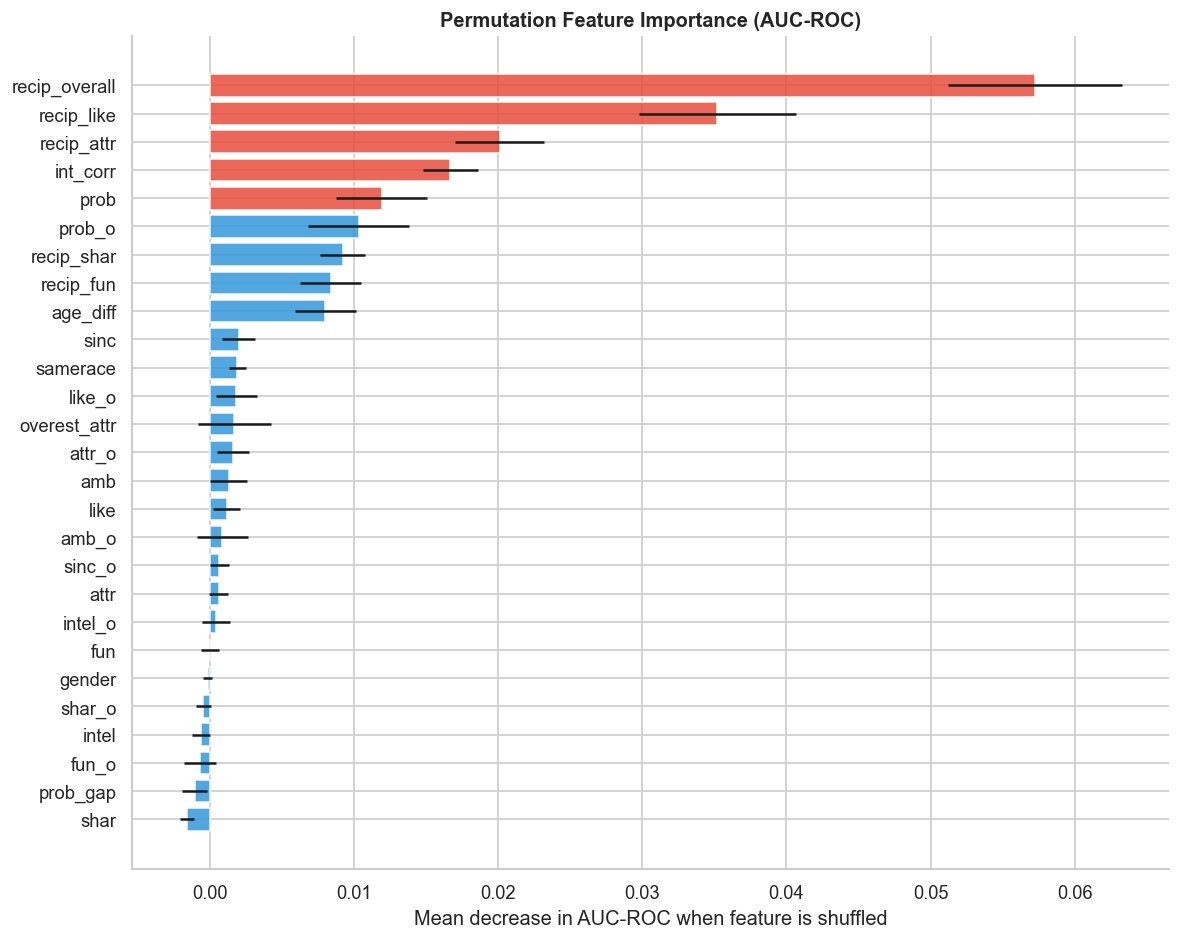 Permutation Feature Importance (AUC-ROC)
recip_overall
recip_like
recip_attr
int_corr
prob
prob_o
recip_shar
recip_fun
age_diff
sinc
samerace
like_o
overest_attr
attr_o
amb
like
amb_o
sinc_o
attr
intel_o
fun
gender
shar_o
intel
fun_o
prob_gap
shar
0.00 0.01 0.02 0.03 0.04 0.05 0.06
Mean decrease in AUC-ROC when feature is shuffled